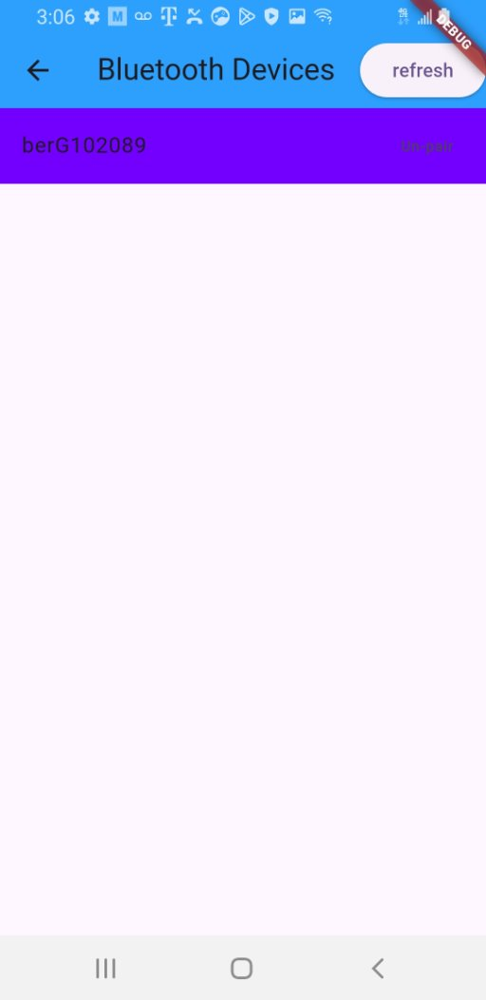 3:06
DEBUG
Bluetooth Devices
refresh
berG102089
Un-pair